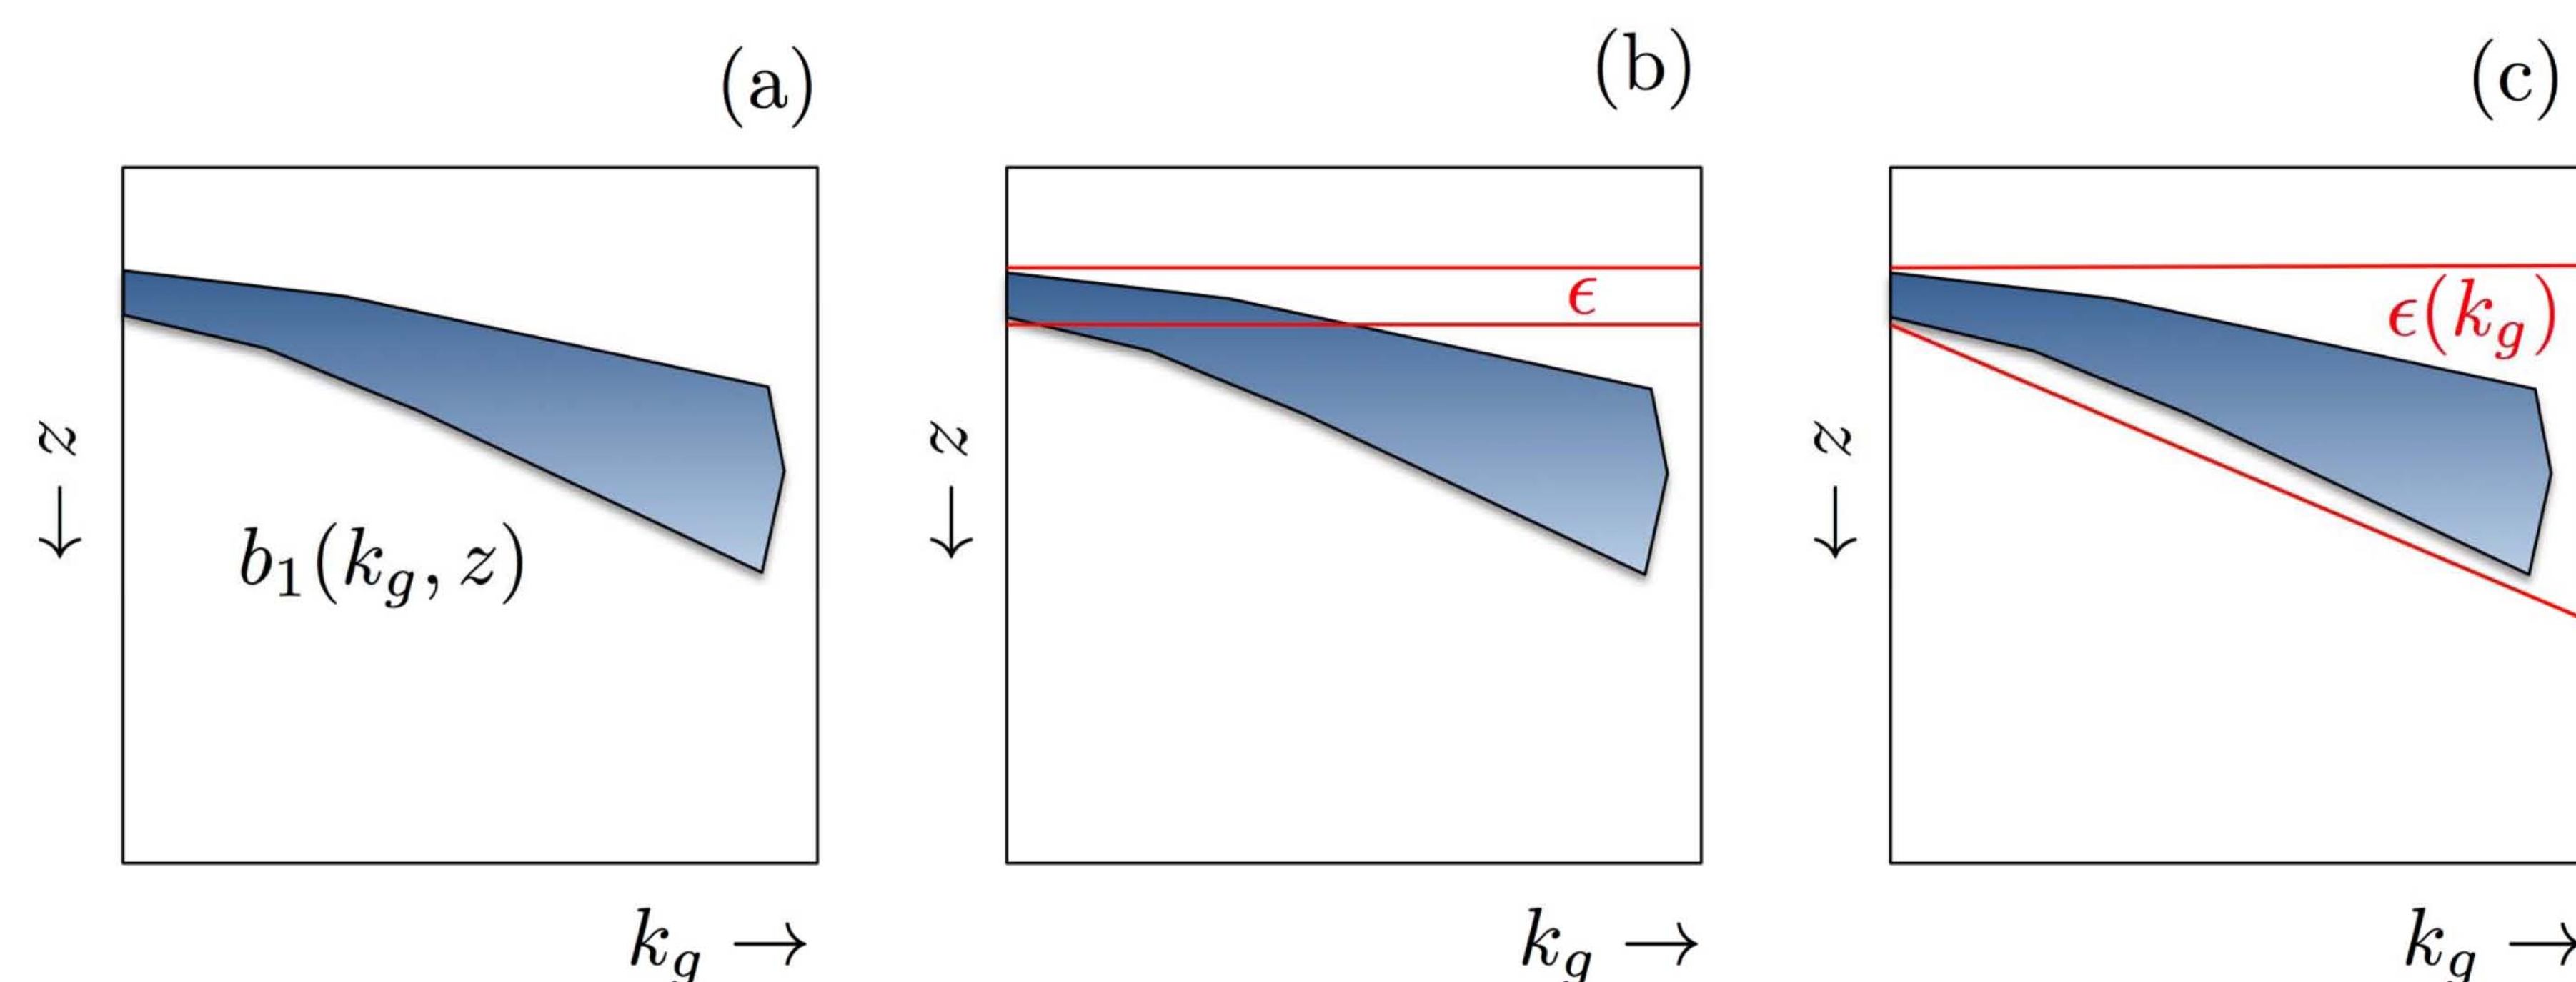 (a)
(b)
(c)
ϵ
ϵ(k_g)
← z
← z
← z
b₁(k_g, z)
k_g →
k_g →
k_g →